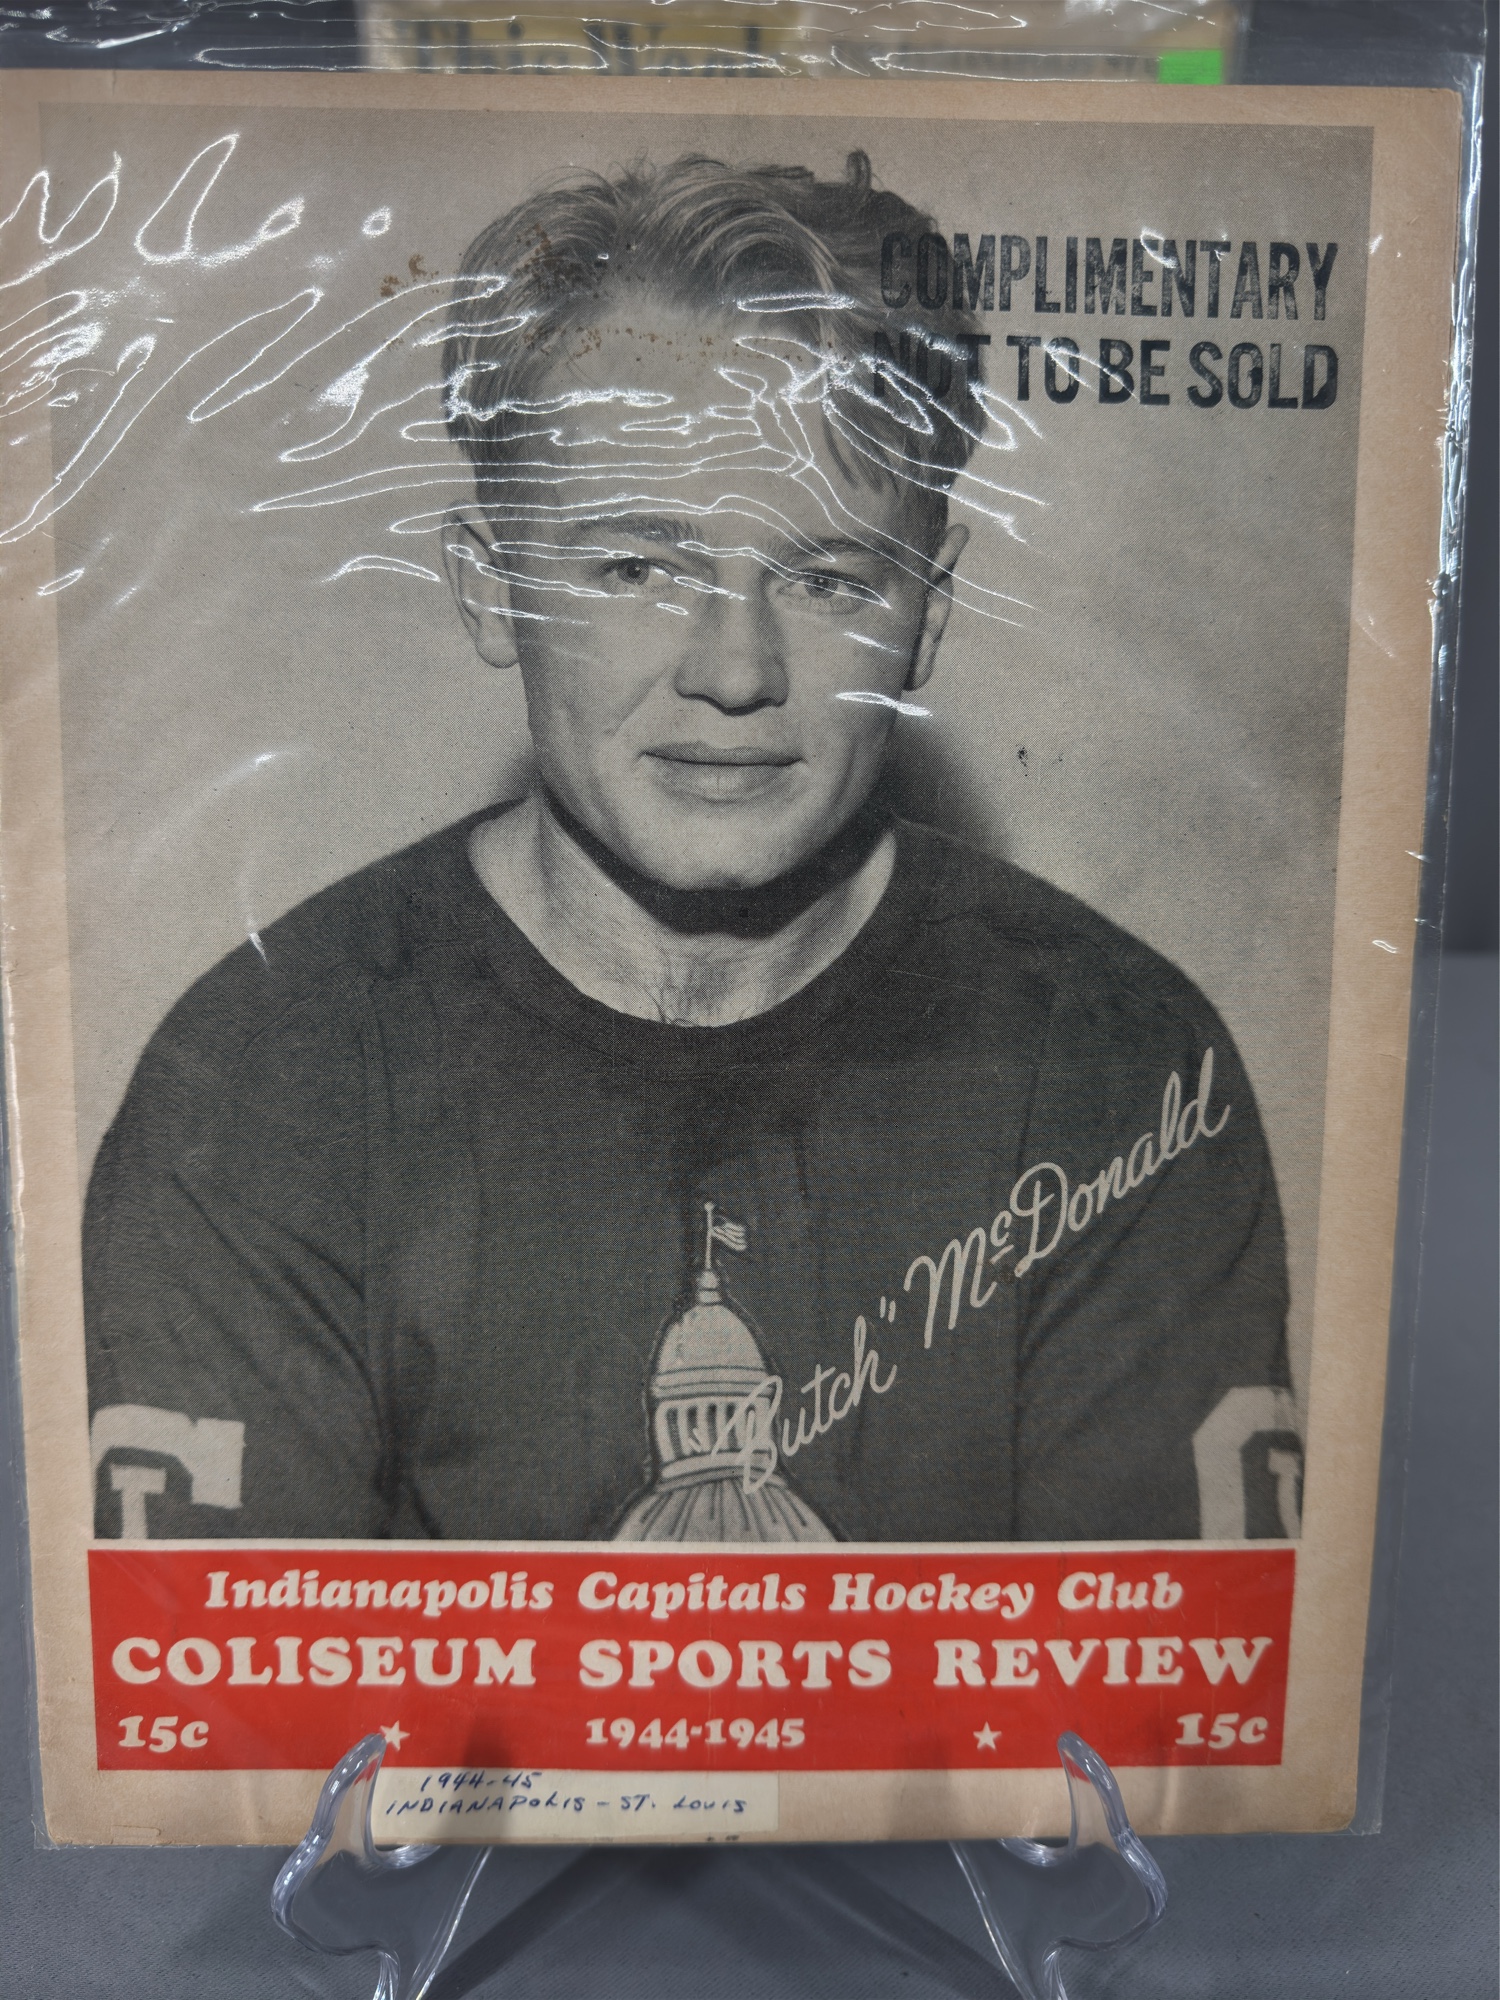 COMPLIMENTARY
NOT TO BE SOLD
"Butch" McDonald
Indianapolis Capitals Hockey Club
COLISEUM SPORTS REVIEW
15c ★ 1944-1945 ★ 15c
1944-45
INDIANAPOLIS - ST. LOUIS